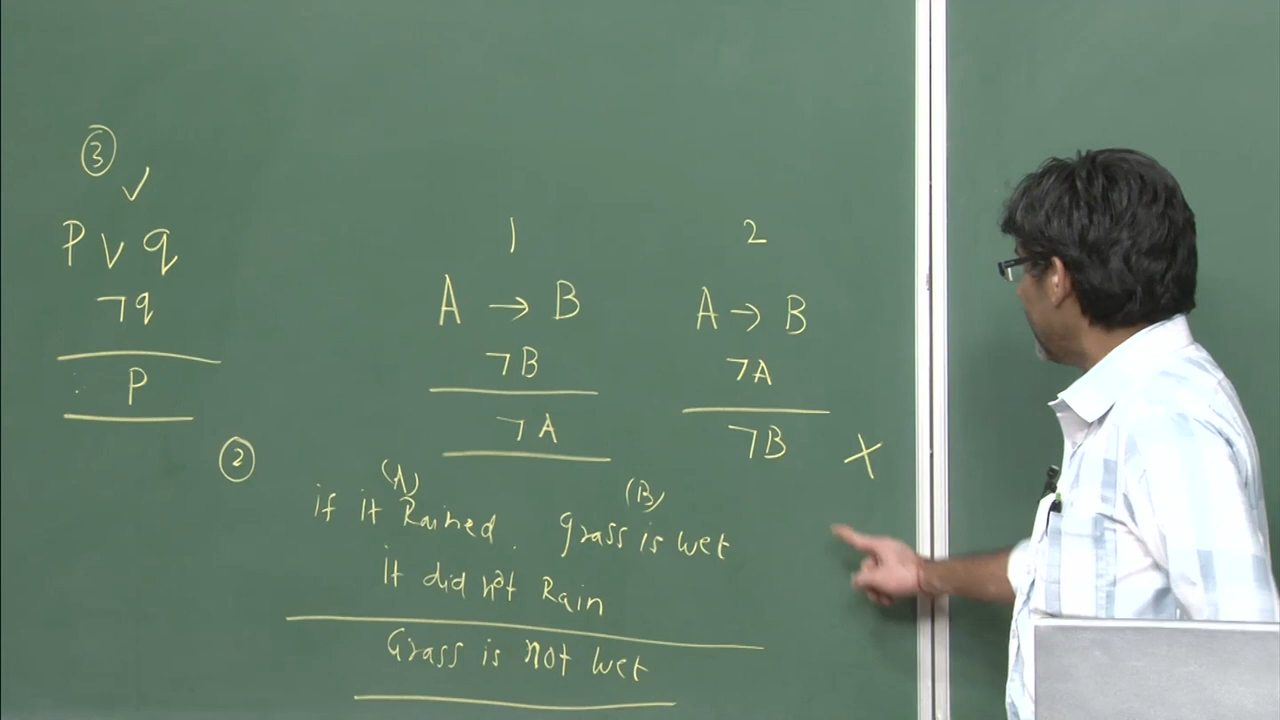 ③
✓
P ∨ q
¬q
∴ P
1
A → B
¬B
¬A
2
A → B
¬A
¬B X
②
(A) (B)
if it Rained. Grass is wet
it did not Rain
Grass is not wet